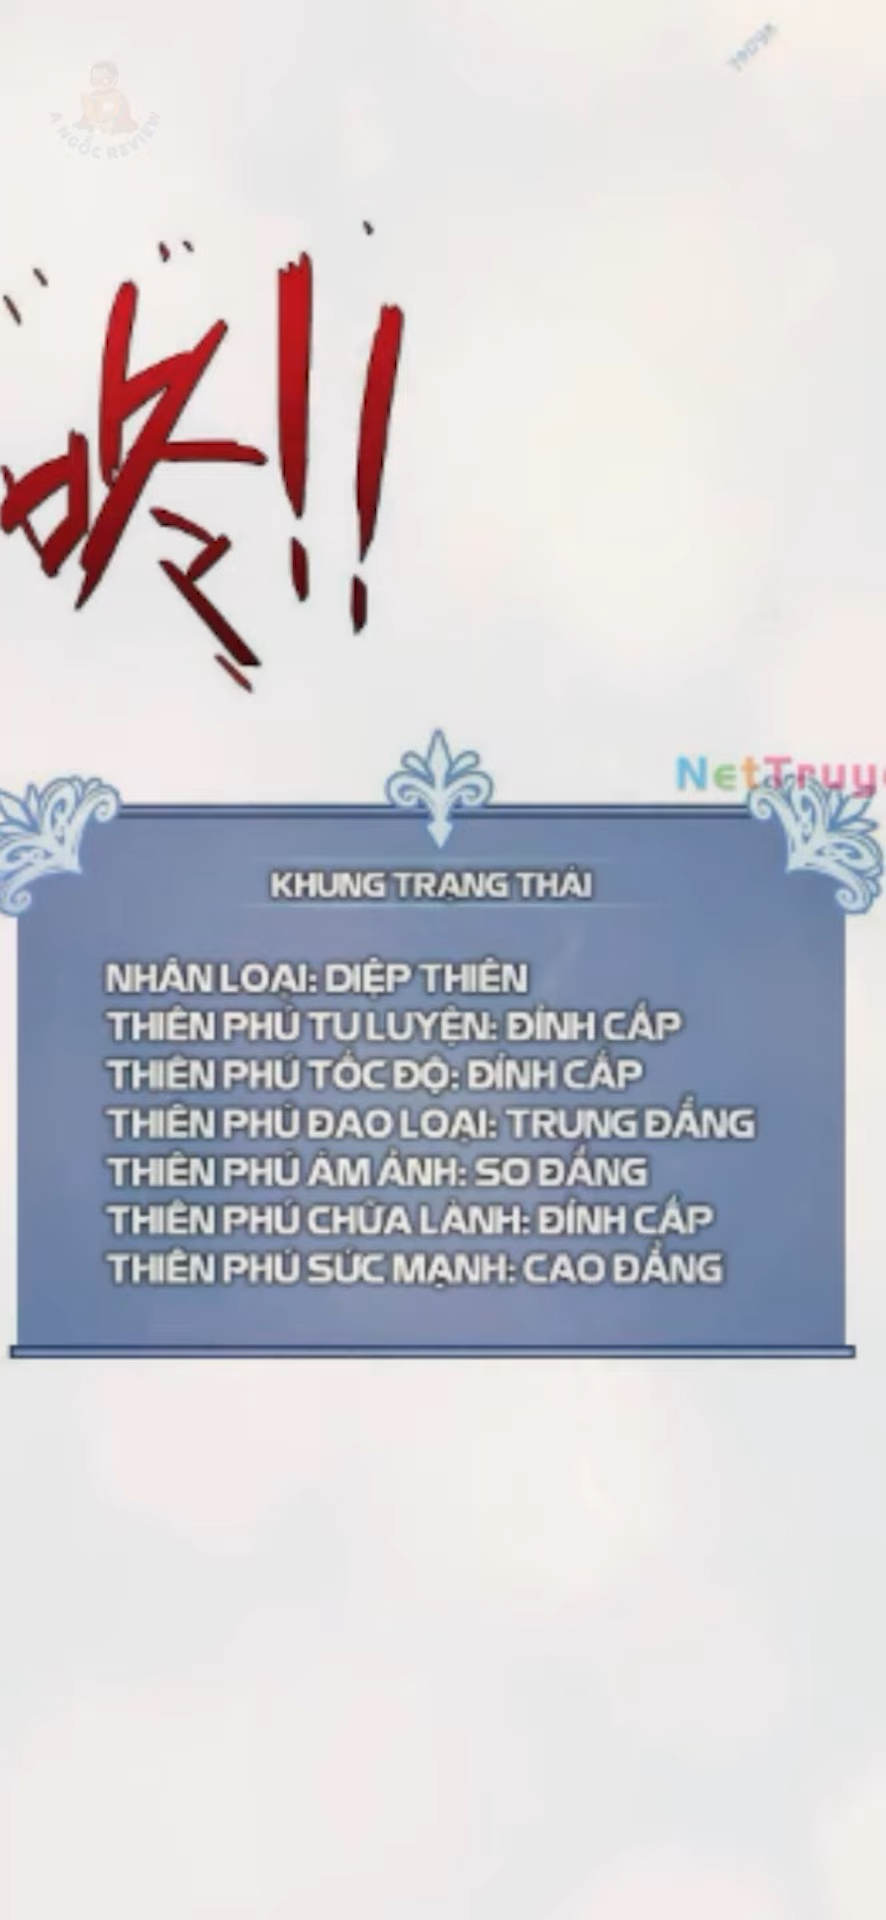 A NGỐC REVIEW
咚!!
NetTruy
KHUNG TRẠNG THÁI
NHÂN LOẠI: DIỆP THIÊN
THIÊN PHÚ TU LUYỆN: ĐỈNH CẤP
THIÊN PHÚ TỐC ĐỘ: ĐỈNH CẤP
THIÊN PHÚ ĐAO LOẠI: TRUNG ĐẲNG
THIÊN PHÚ ÁM ẢNH: SƠ ĐẲNG
THIÊN PHÚ CHỮA LÀNH: ĐỈNH CẤP
THIÊN PHÚ SỨC MẠNH: CAO ĐẲNG